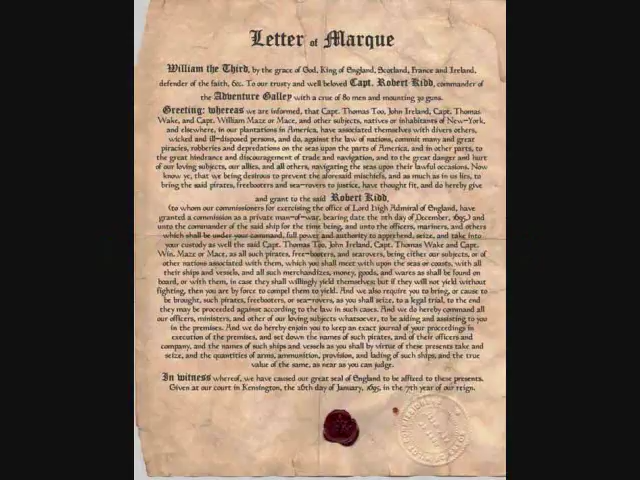 Letter of Marque
William the Third, by the grace of God, King of England, Scotland, France and Ireland,
defender of the faith, &c. To our trusty and well beloved Capt. Robert Kidd, commander of
the Adventure Galley with a crue of 80 men and mounting 30 guns.
Greeting: whereas we are informed, that Capt. Thomas Too, John Ireland, Capt. Thomas
Wake, and Capt. William Maze or Mace, and other subjects, natives or inhabitants of New-York,
and elsewhere, in our plantations in America, have associated themselves with divers others,
wicked and ill-disposed persons, and do, against the law of nations, commit many and great
piracies, robberies and depredations on the seas upon the parts of America, and in other parts, to
the great hindrance and discouragement of trade and navigation, and to the great danger and hurt
of our loving subjects, our allies, and all others, navigating the seas upon their lawful occasions. Now
know ye, that we being desirous to prevent the aforesaid mischiefs, and as much as in us lies, to
bring the said pirates, freebooters and sea-rovers to justice, have thought fit, and do hereby give
and grant to the said Robert Kidd,
(to whom our commissioners for exercising the office of Lord High Admiral of England, have
granted a commission as a private man-of-war, bearing date the 11th day of December, 1695,) and
unto the commander of the said ship for the time being, and unto the officers, mariners, and others
which shall be under your command, full power and authority to apprehend, seize, and take into
your custody as well the said Capt. Thomas Too, John Ireland, Capt. Thomas Wake and Capt.
Wm. Maze or Mace, as all such pirates, free-booters, and searovers, being either our subjects, or of
other nations associated with them, which you shall meet with upon the seas or coasts, with all
their ships and vessels, and all such merchandizes, money, goods, and wares as shall be found on
board, or with them, in case they shall willingly yield themselves; but if they will not yield without
fighting, then you are by force to compel them to yield. And we also require you to bring, or cause to
be brought, such pirates, freebooters, or sea-rovers, as you shall seize, to a legal trial, to the end
they may be proceeded against according to the law in such cases. And we do hereby command all
our officers, ministers, and other of our loving subjects whatsoever, to be aiding and assisting to you
in the premises. And we do hereby enjoin you to keep an exact journal of your proceedings in
execution of the premises, and set down the names of such pirates, and of their officers and
company, and the names of such ships and vessels as you shall by virtue of these presents take and
seize, and the quantities of arms, ammunition, provision, and lading of such ships, and the true
value of the same, as near as you can judge.
In witness whereof, we have caused our great seal of England to be affixed to these presents.
Given at our court in Kensington, the 26th day of January, 1695, in the 7th year of our reign.